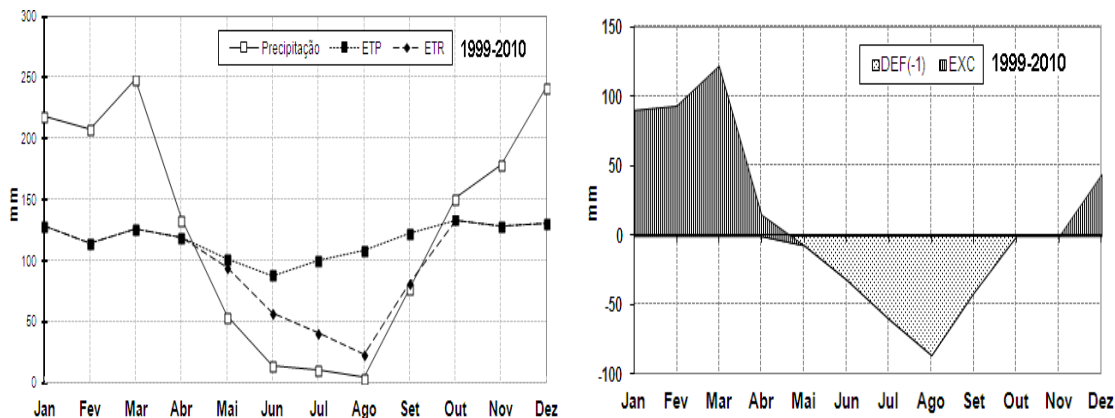 300
250
200
150
100
50
0
mm
Precipitação ETP ETR 1999-2010
Jan Fev Mar Abr Mai Jun Jul Ago Set Out Nov Dez
150
100
50
0
-50
-100
mm
DEF(-1) EXC 1999-2010
Jan Fev Mar Abr Mai Jun Jul Ago Set Out Nov Dez